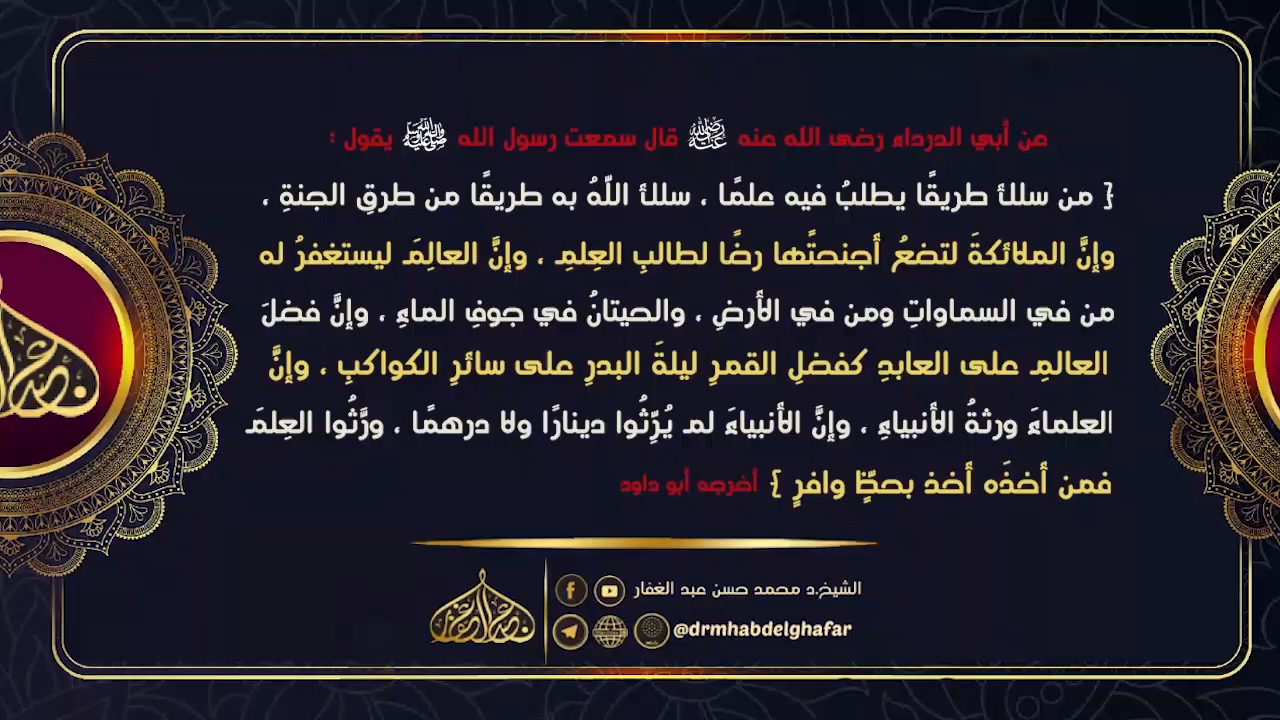 عن أبي الدرداء رضى الله عنه رضي الله عنه قال سمعت رسول الله ﷺ يقول :
{ من سلك طريقًا يطلبُ فيه علمًا ، سلك اللّهُ به طريقًا من طرقِ الجنةِ ،
وإنَّ الملائكةَ لتضعُ أجنحتًها رضًا لطالبِ العِلمِ ، وإنَّ العالِمَ ليستغفرُ له
من في السماواتِ ومن في الأرضِ ، والحيتانُ في جوفِ الماءِ ، وإنَّ فضلَ
العالمِ على العابدِ كفضلِ القمرِ ليلةَ البدرِ على سائرِ الكواكبِ ، وإنَّ
العلماءَ ورثةُ الأنبياءِ ، وإنَّ الأنبياءَ لم يُرِّثُوا دينارًا ولا درهمًا ، ورَّثُوا العِلمَ
فمن أخذَه أخذ بحظٍّ وافرٍ } أخرجه أبو داود
الشيخ.د محمد حسن عبد الغفار
@drmhabdelghafar